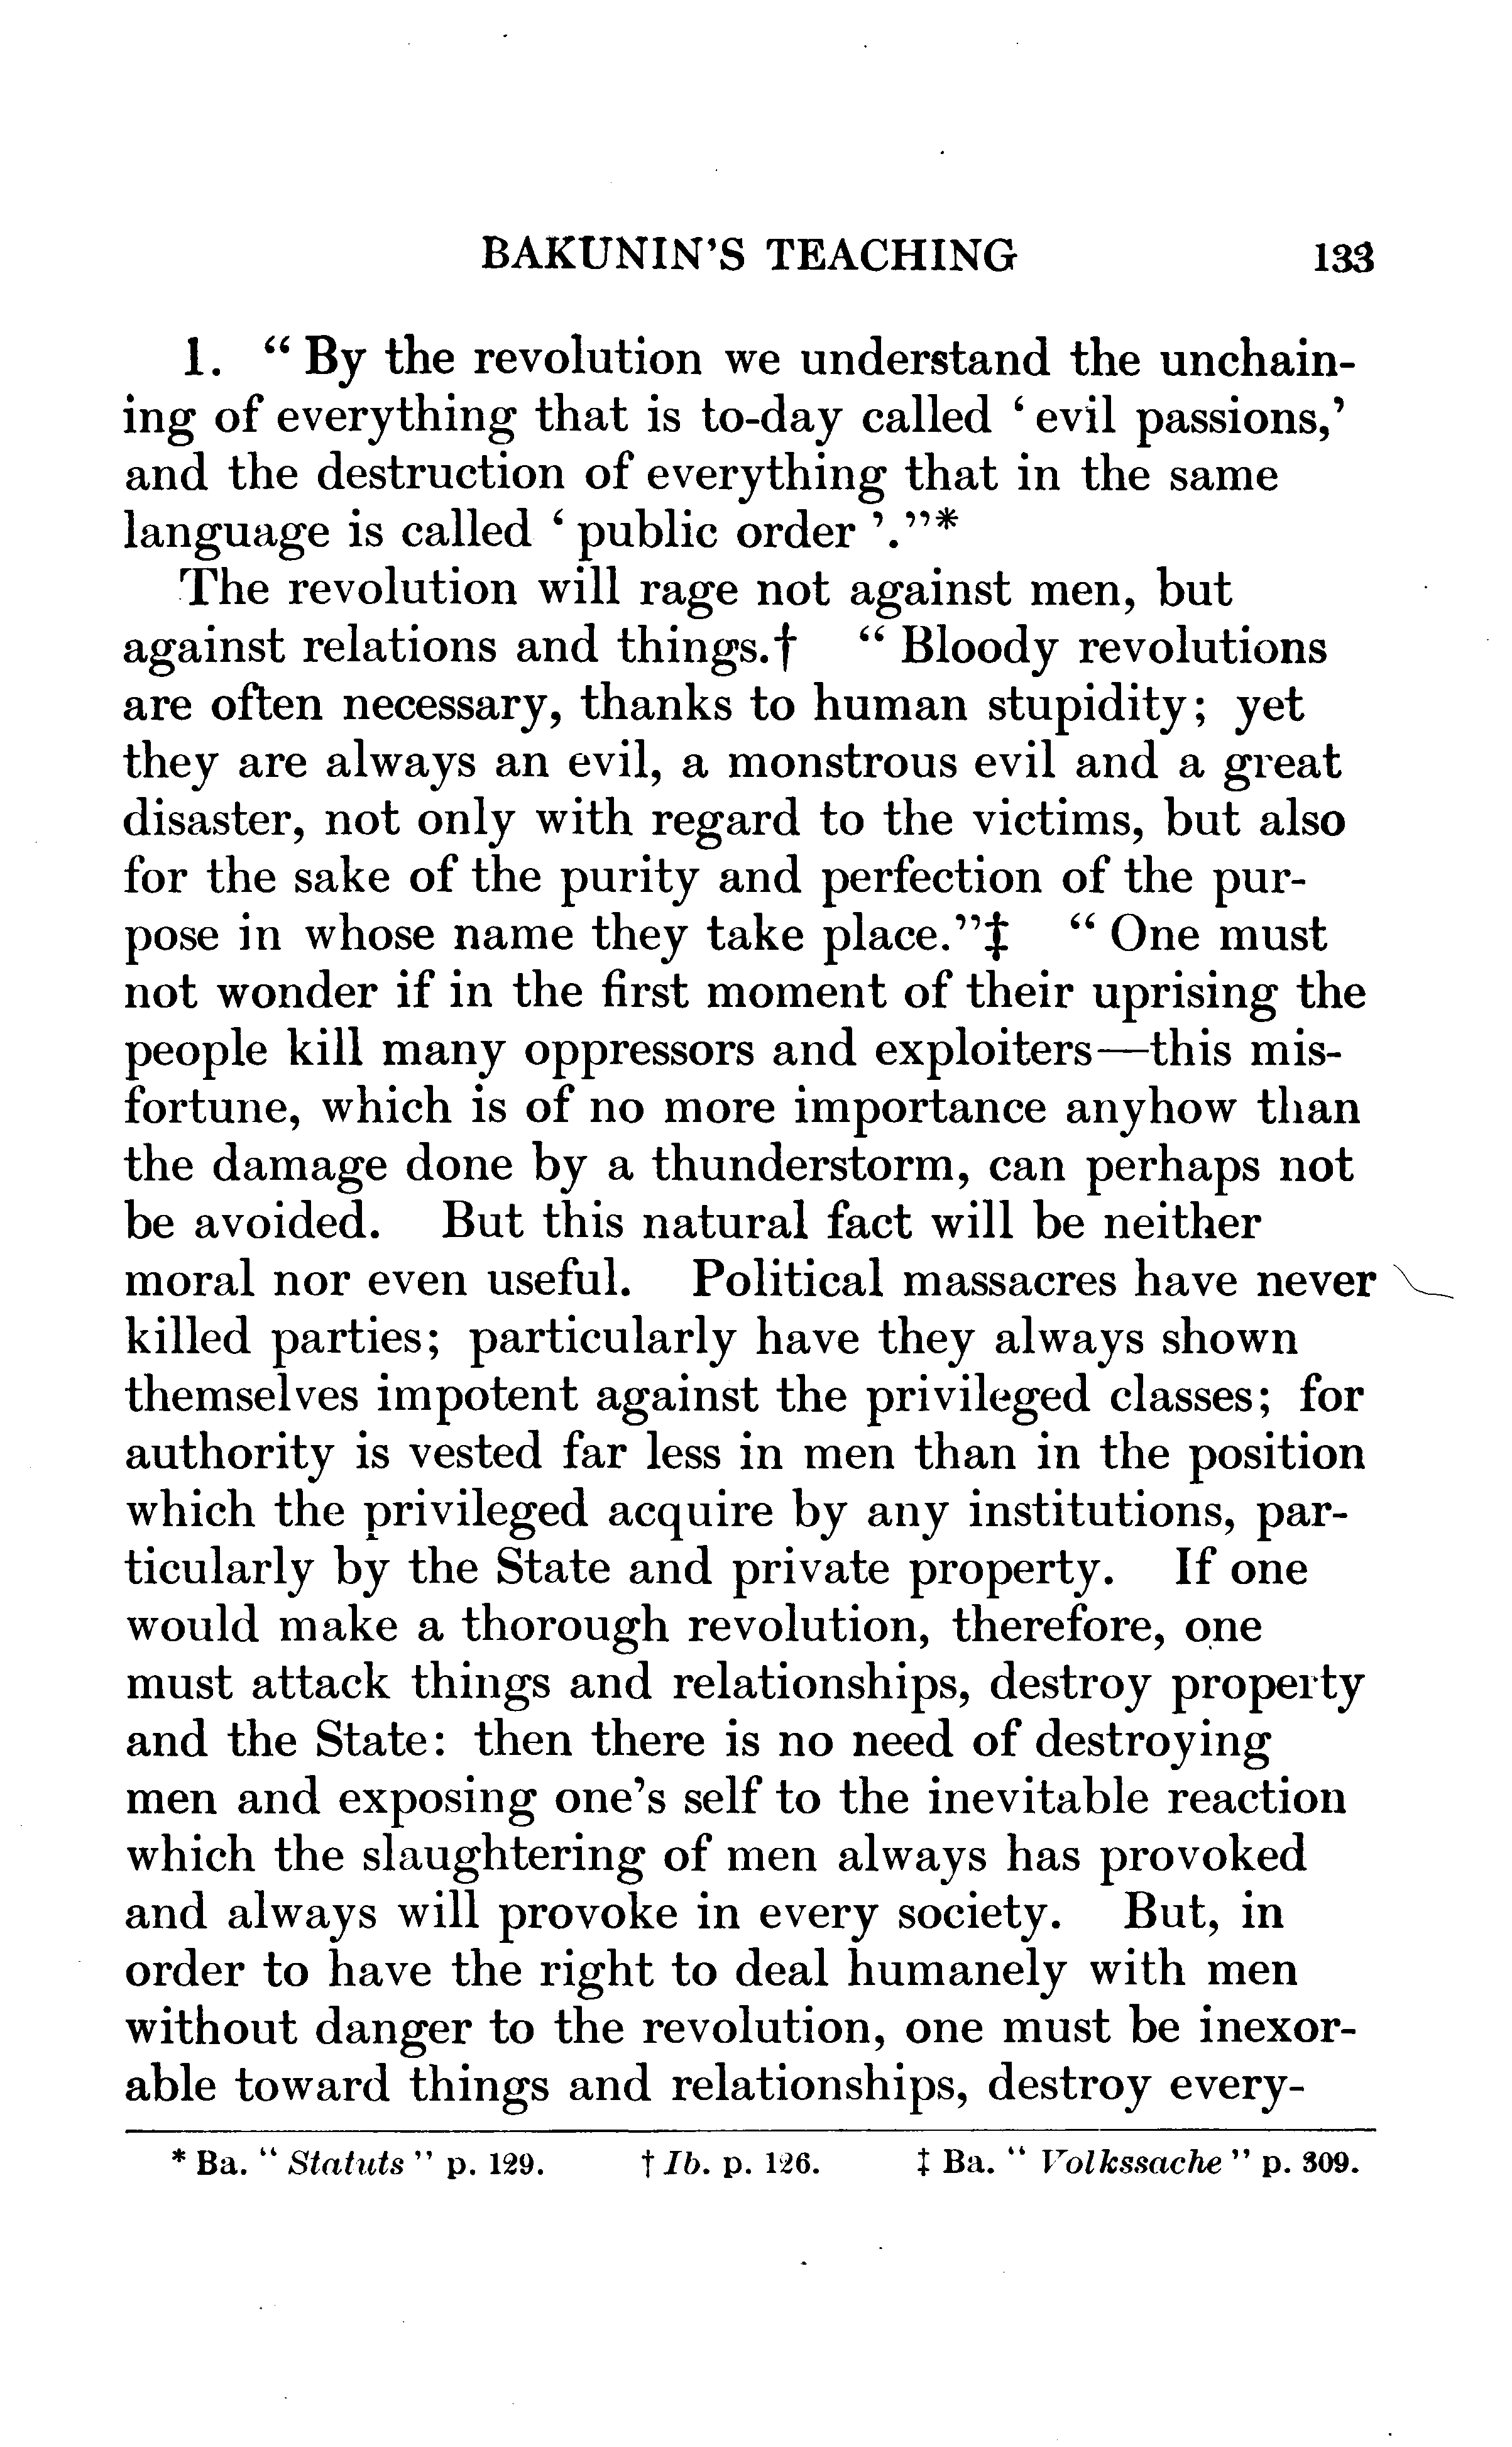 BAKUNIN'S TEACHING 133
1. “ By the revolution we understand the unchain-
ing of everything that is to-day called ‘ evil passions,’
and the destruction of everything that in the same
language is called ‘ public order ’.”*
The revolution will rage not against men, but
against relations and things.† “ Bloody revolutions
are often necessary, thanks to human stupidity; yet
they are always an evil, a monstrous evil and a great
disaster, not only with regard to the victims, but also
for the sake of the purity and perfection of the pur-
pose in whose name they take place.”‡ “ One must
not wonder if in the first moment of their uprising the
people kill many oppressors and exploiters—this mis-
fortune, which is of no more importance anyhow than
the damage done by a thunderstorm, can perhaps not
be avoided. But this natural fact will be neither
moral nor even useful. Political massacres have never
killed parties; particularly have they always shown
themselves impotent against the privileged classes; for
authority is vested far less in men than in the position
which the privileged acquire by any institutions, par-
ticularly by the State and private property. If one
would make a thorough revolution, therefore, one
must attack things and relationships, destroy property
and the State: then there is no need of destroying
men and exposing one's self to the inevitable reaction
which the slaughtering of men always has provoked
and always will provoke in every society. But, in
order to have the right to deal humanely with men
without danger to the revolution, one must be inexor-
able toward things and relationships, destroy every-
* Ba. “ Statuts ” p. 129. † Ib. p. 126. ‡ Ba. “ Volkssache ” p. 309.